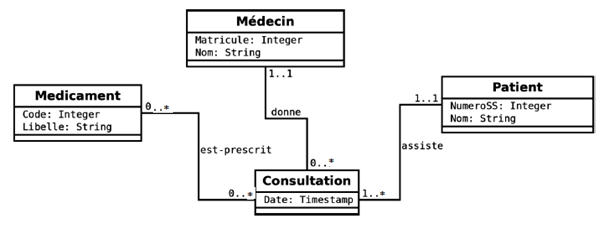 Médecin
Matricule: Integer
Nom: String
1..1
Medicament
Code: Integer
Libelle: String
0..*
donne
Patient
NumeroSS: Integer
Nom: String
1..1
est-prescrit
assiste
0..*
Consultation
Date: Timestamp
0..*
1..*